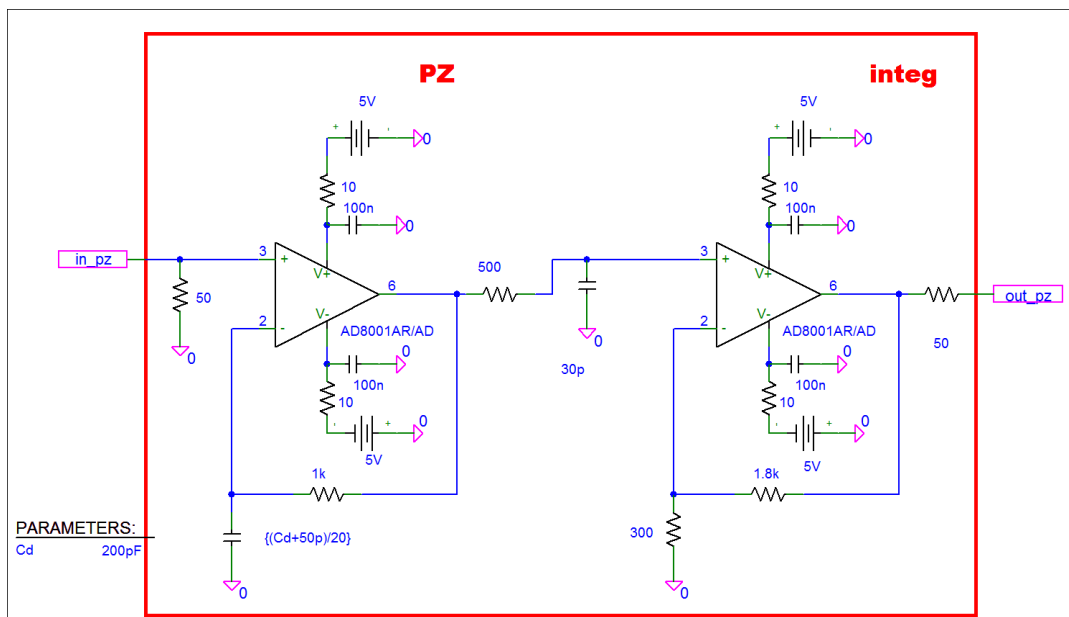 PZ
integ
5V
5V
+
-
0
+
-
0
10
10
100n
0
100n
0
in_pz
3
+
V+
500
3
+
V+
50
6
6
out_pz
2
-
V-
AD8001AR/AD
0
2
-
V-
AD8001AR/AD
50
0
0
0
0
100n
30p
100n
10
10
-
+
0
-
+
0
5V
5V
1k
1.8k
PARAMETERS:
Cd
200pF
{(Cd+50p)/20}
300
0
0